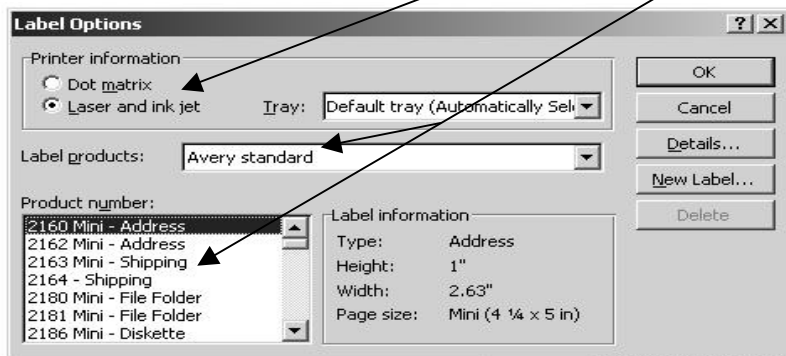 Label Options
Printer information
Dot matrix
Laser and ink jet
Tray:
Default tray (Automatically Sele
Label products:
Avery standard
Product number:
2160 Mini - Address
2162 Mini - Address
2163 Mini - Shipping
2164 - Shipping
2180 Mini - File Folder
2181 Mini - File Folder
2186 Mini - Diskette
Label information
Type: Address
Height: 1"
Width: 2.63"
Page size: Mini (4 ¼ x 5 in)
OK
Cancel
Details...
New Label...
Delete